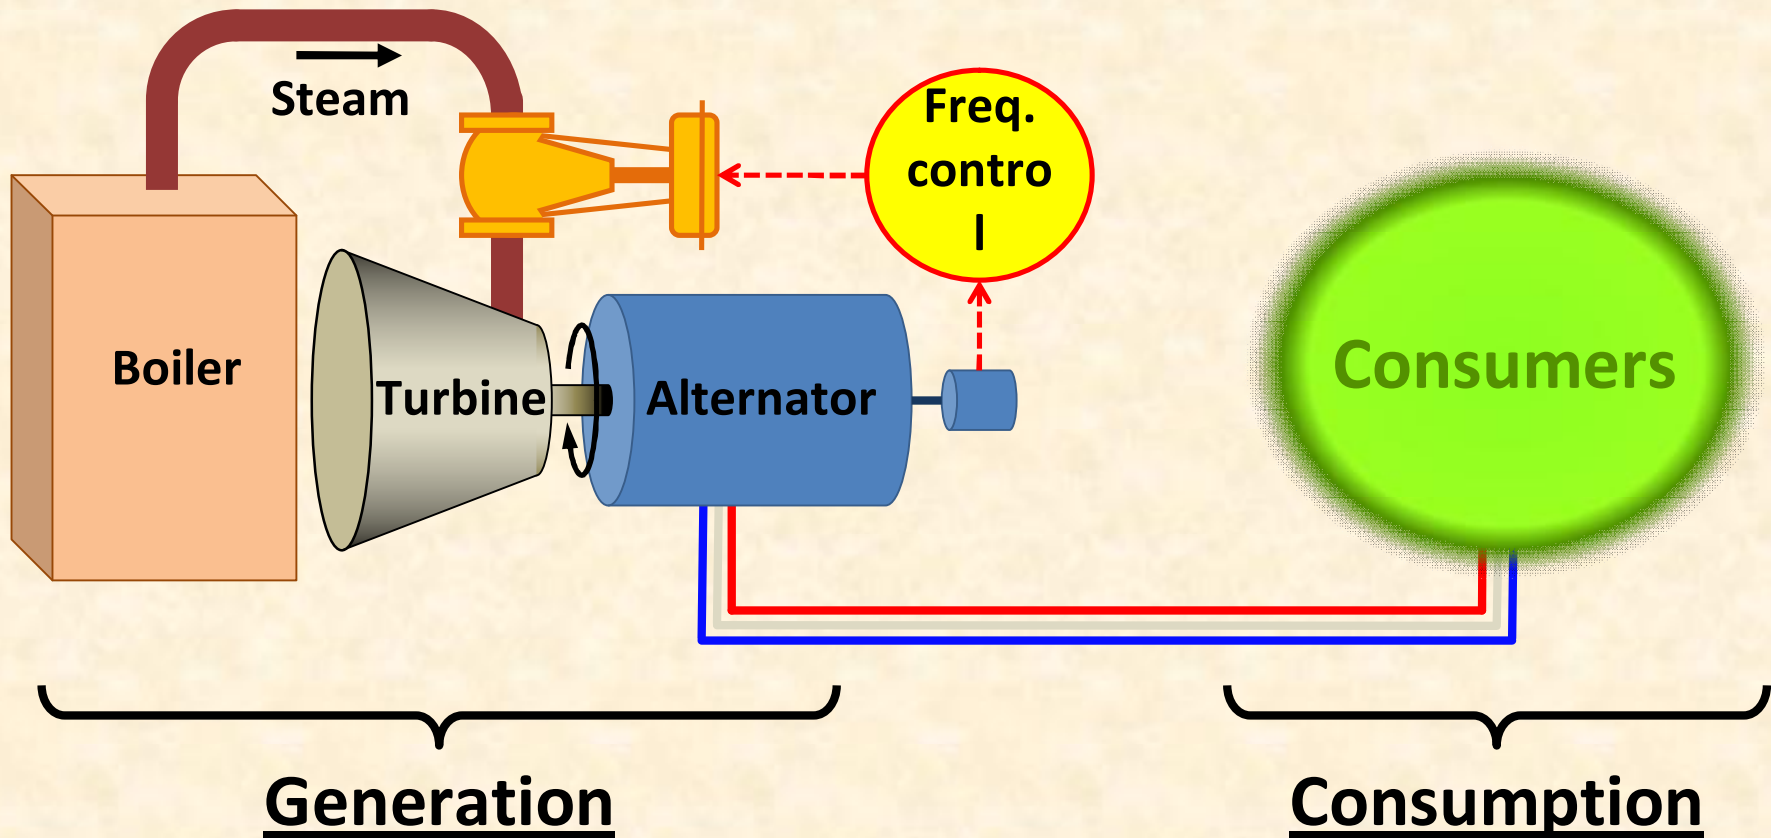 Steam
Freq.
contro
l
Boiler
Turbine
Alternator
Consumers
Generation
Consumption